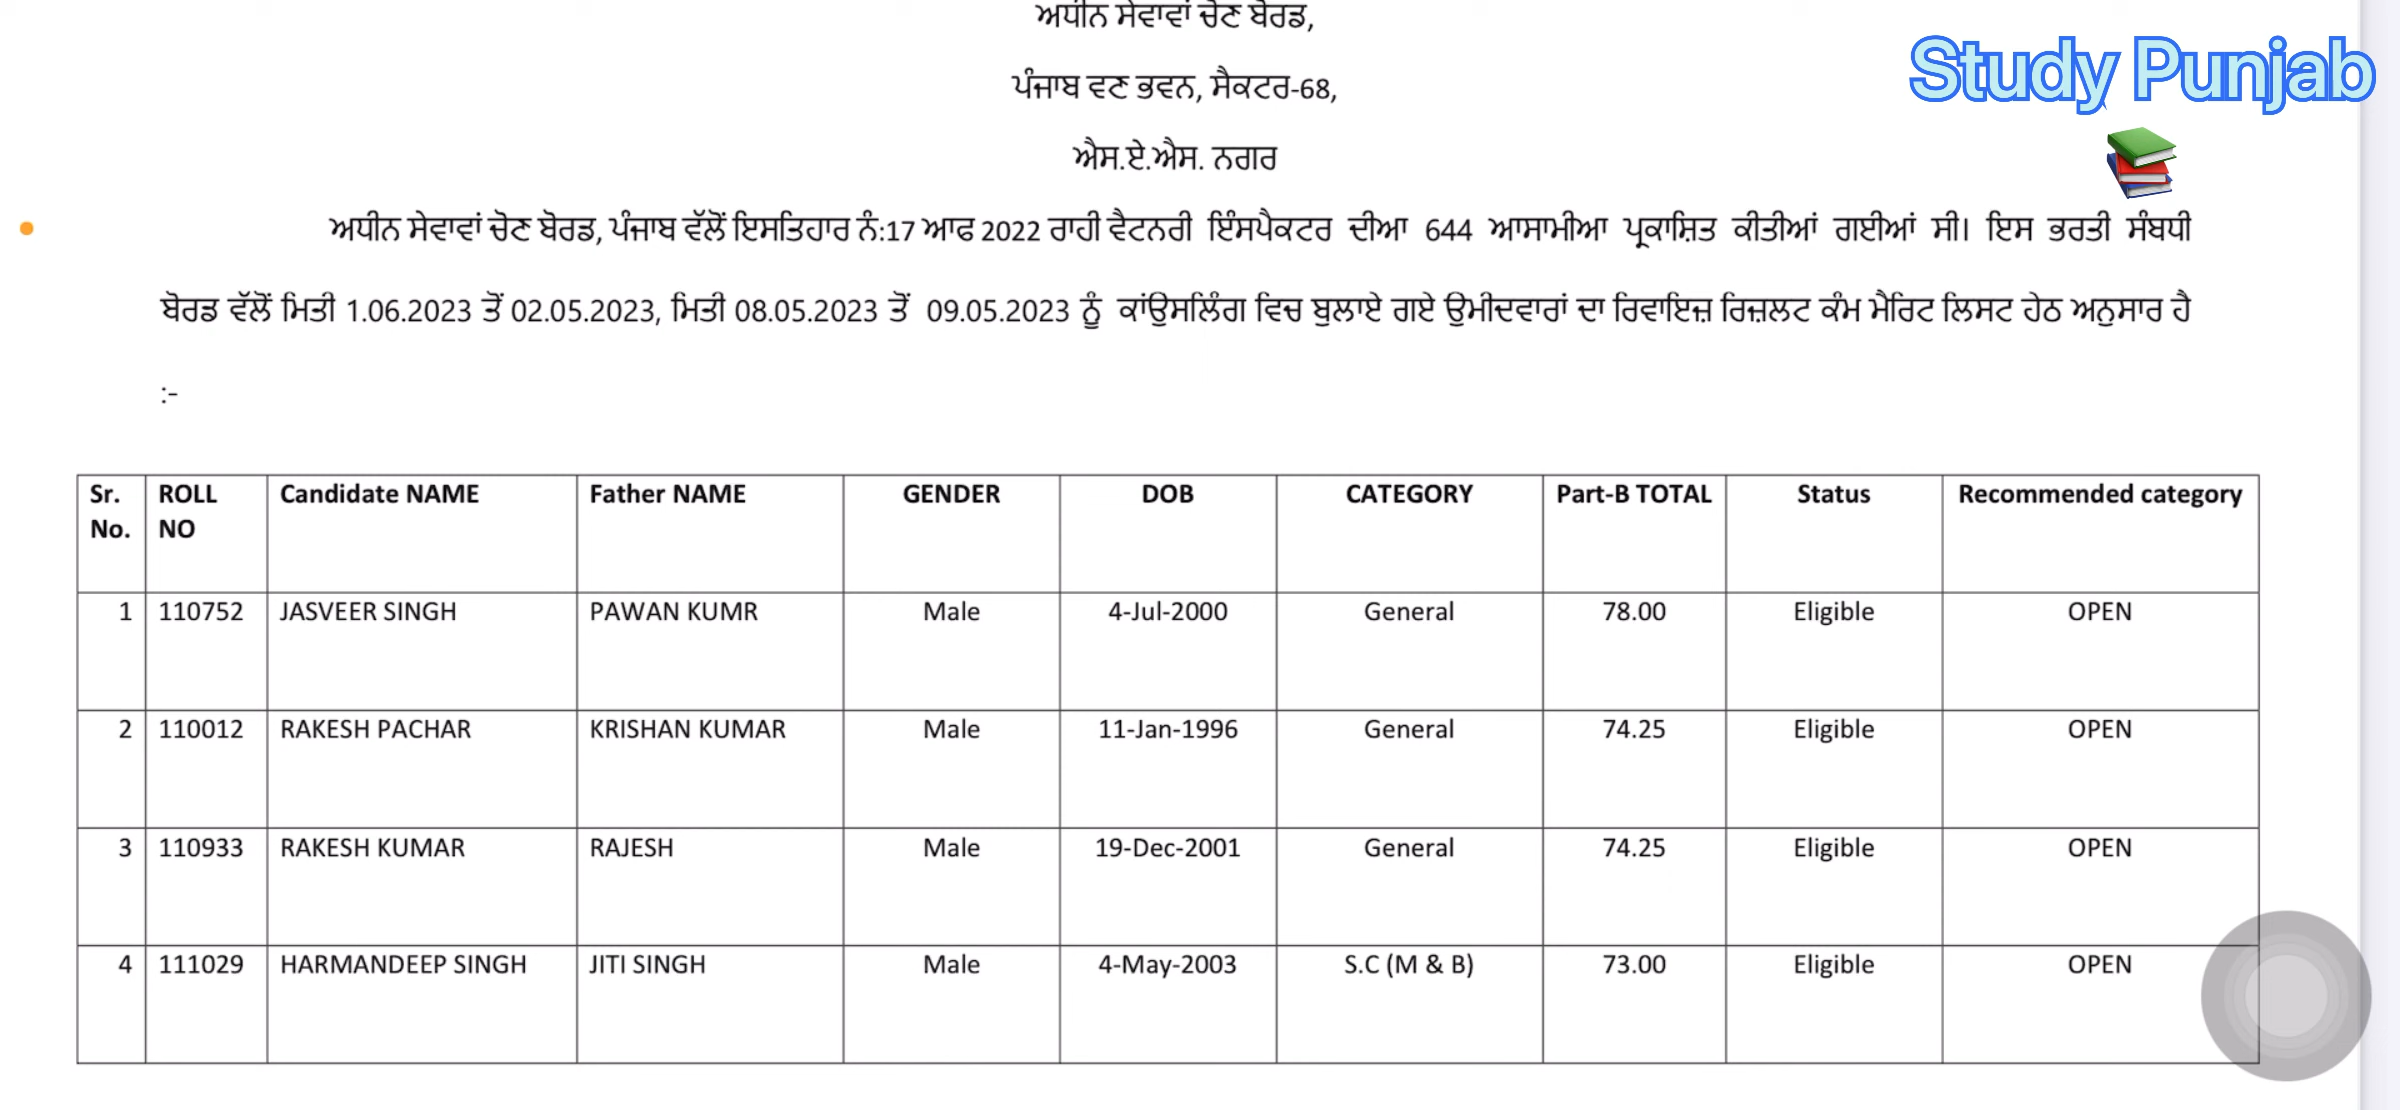 ਅਧੀਨ ਸੇਵਾਵਾਂ ਚੋਣ ਬੋਰਡ,
ਪੰਜਾਬ ਵਣ ਭਵਨ, ਸੈਕਟਰ-68,
ਐਸ.ਏ.ਐਸ. ਨਗਰ
Study Punjab
ਅਧੀਨ ਸੇਵਾਵਾਂ ਚੋਣ ਬੋਰਡ, ਪੰਜਾਬ ਵੱਲੋਂ ਇਸਤਿਹਾਰ ਨੰ:17 ਆਫ 2022 ਰਾਹੀ ਵੈਟਨਰੀ ਇੰਸਪੈਕਟਰ ਦੀਆ 644 ਆਸਾਮੀਆ ਪ੍ਰਕਾਸ਼ਿਤ ਕੀਤੀਆਂ ਗਈਆਂ ਸੀ। ਇਸ ਭਰਤੀ ਸੰਬਧੀ
ਬੋਰਡ ਵੱਲੋਂ ਮਿਤੀ 1.06.2023 ਤੋਂ 02.05.2023, ਮਿਤੀ 08.05.2023 ਤੋਂ 09.05.2023 ਨੂੰ ਕਾਂਉਸਲਿੰਗ ਵਿਚ ਬੁਲਾਏ ਗਏ ਉਮੀਦਵਾਰਾਂ ਦਾ ਰਿਵਾਇਜ਼ ਰਿਜ਼ਲਟ ਕੰਮ ਮੈਰਿਟ ਲਿਸਟ ਹੇਠ ਅਨੁਸਾਰ ਹੈ
:-
Sr. No. ROLL NO Candidate NAME Father NAME GENDER DOB CATEGORY Part-B TOTAL Status Recommended category
1 110752 JASVEER SINGH PAWAN KUMR Male 4-Jul-2000 General 78.00 Eligible OPEN
2 110012 RAKESH PACHAR KRISHAN KUMAR Male 11-Jan-1996 General 74.25 Eligible OPEN
3 110933 RAKESH KUMAR RAJESH Male 19-Dec-2001 General 74.25 Eligible OPEN
4 111029 HARMANDEEP SINGH JITI SINGH Male 4-May-2003 S.C (M & B) 73.00 Eligible OPEN